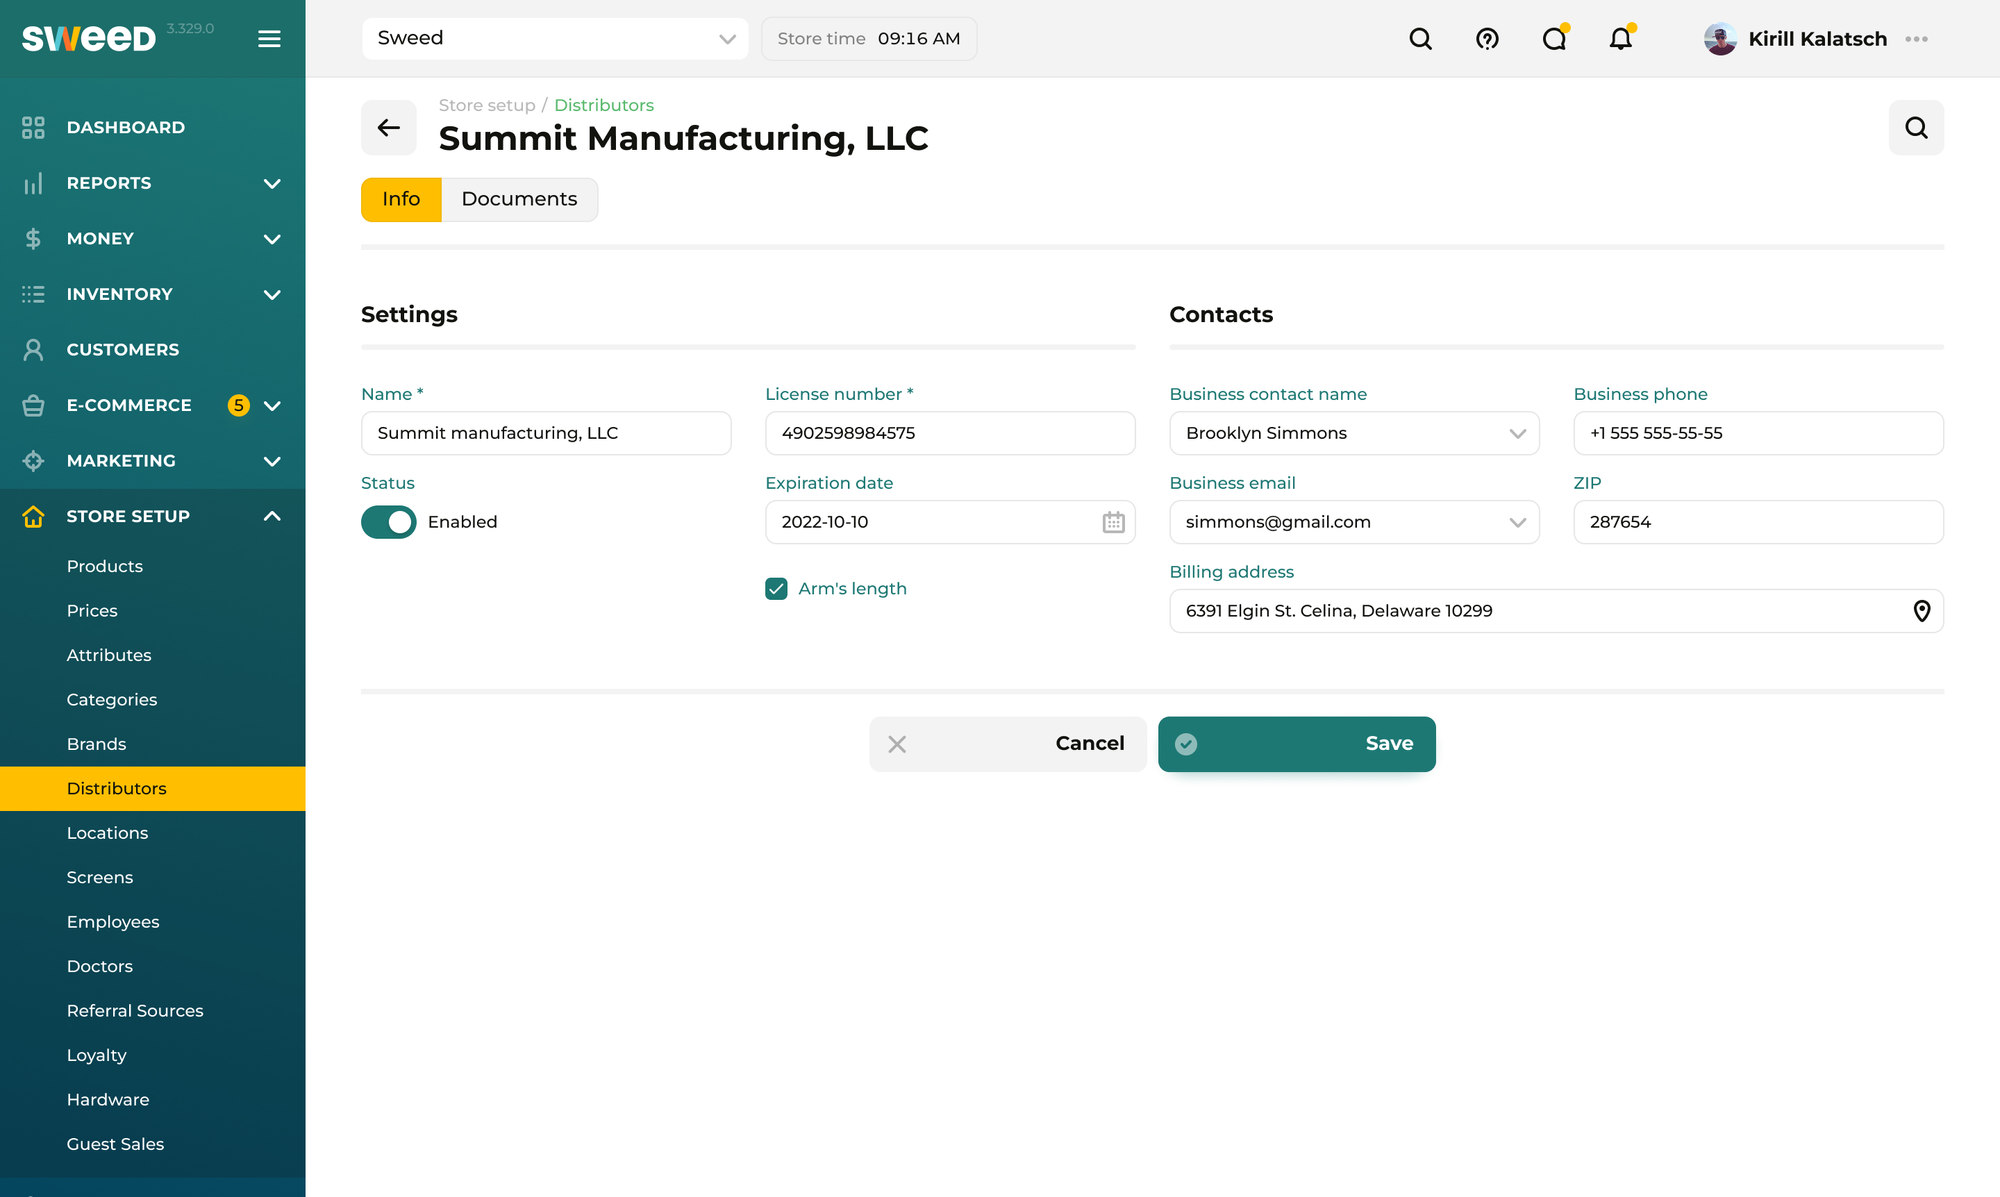 SWEED 3.329.0
DASHBOARD
REPORTS
MONEY
INVENTORY
CUSTOMERS
E-COMMERCE 5
MARKETING
STORE SETUP
Products
Prices
Attributes
Categories
Brands
Distributors
Locations
Screens
Employees
Doctors
Referral Sources
Loyalty
Hardware
Guest Sales
Sweed
Store time 09:16 AM
Kirill Kalatsch
Store setup / Distributors
Summit Manufacturing, LLC
Info Documents
Settings
Name * License number *
Summit manufacturing, LLC 4902598984575
Status Expiration date
Enabled 2022-10-10
Arm's length
Contacts
Business contact name Business phone
Brooklyn Simmons +1 555 555-55-55
Business email ZIP
simmons@gmail.com 287654
Billing address
6391 Elgin St. Celina, Delaware 10299
Cancel Save